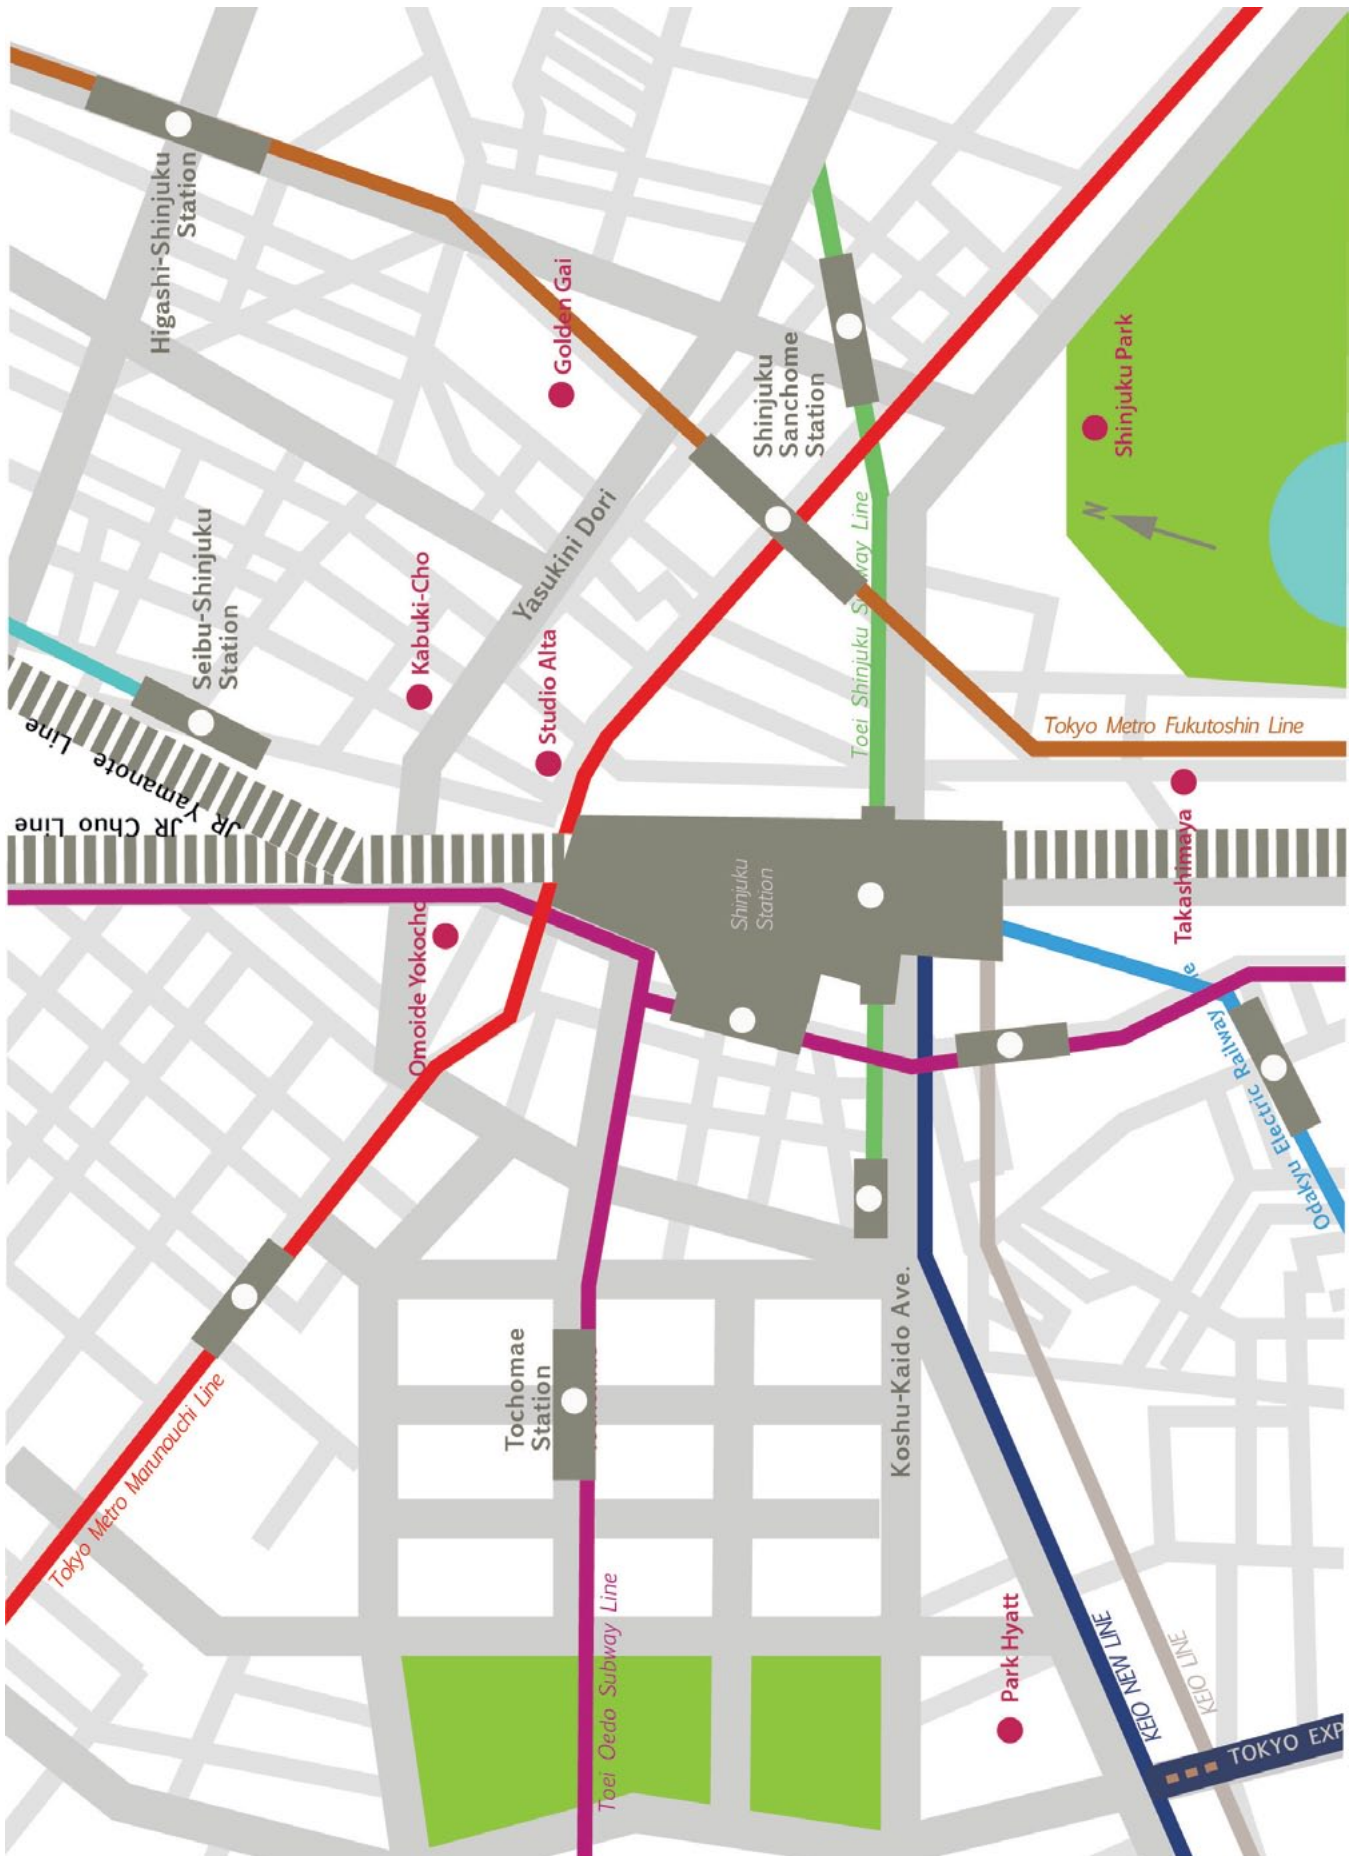 Higashi-Shinjuku
Station
Golden Gai
Shinjuku
Sanchome
Station
Shinjuku Park
N
Seibu-Shinjuku
Station
Kabuki-Cho
Yasukini Dori
Studio Alta
Toei Shinjuku Subway Line
Tokyo Metro Fukutoshin Line
JR Yamanote Line
JR Chuo Line
Omoide Yokocho
Shinjuku
Station
Takashimaya
Odakyu Electric Railway
Tochomae
Station
Koshu-Kaido Ave.
Tokyo Metro Marunouchi Line
Toei Oedo Subway Line
Park Hyatt
KEIO NEW LINE
KEIO LINE
TOKYO EXP